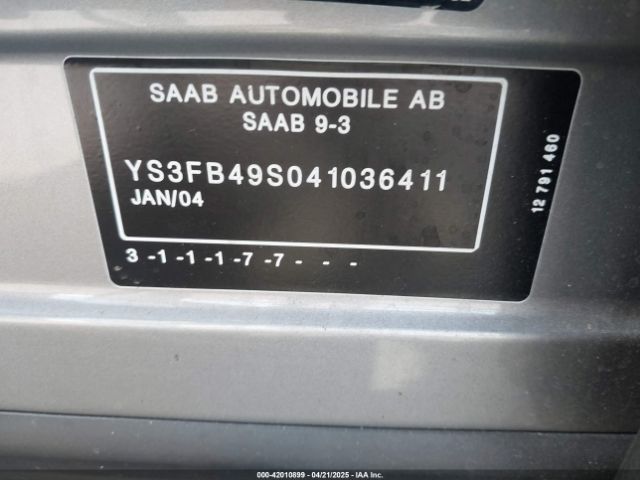 SAAB AUTOMOBILE AB
SAAB 9-3
YS3FB49S041036411
JAN/04
3 -1 -1 -1 -7 -7 - - - -
12 791 460
000-42010899 - 04/21/2025 - IAA Inc.